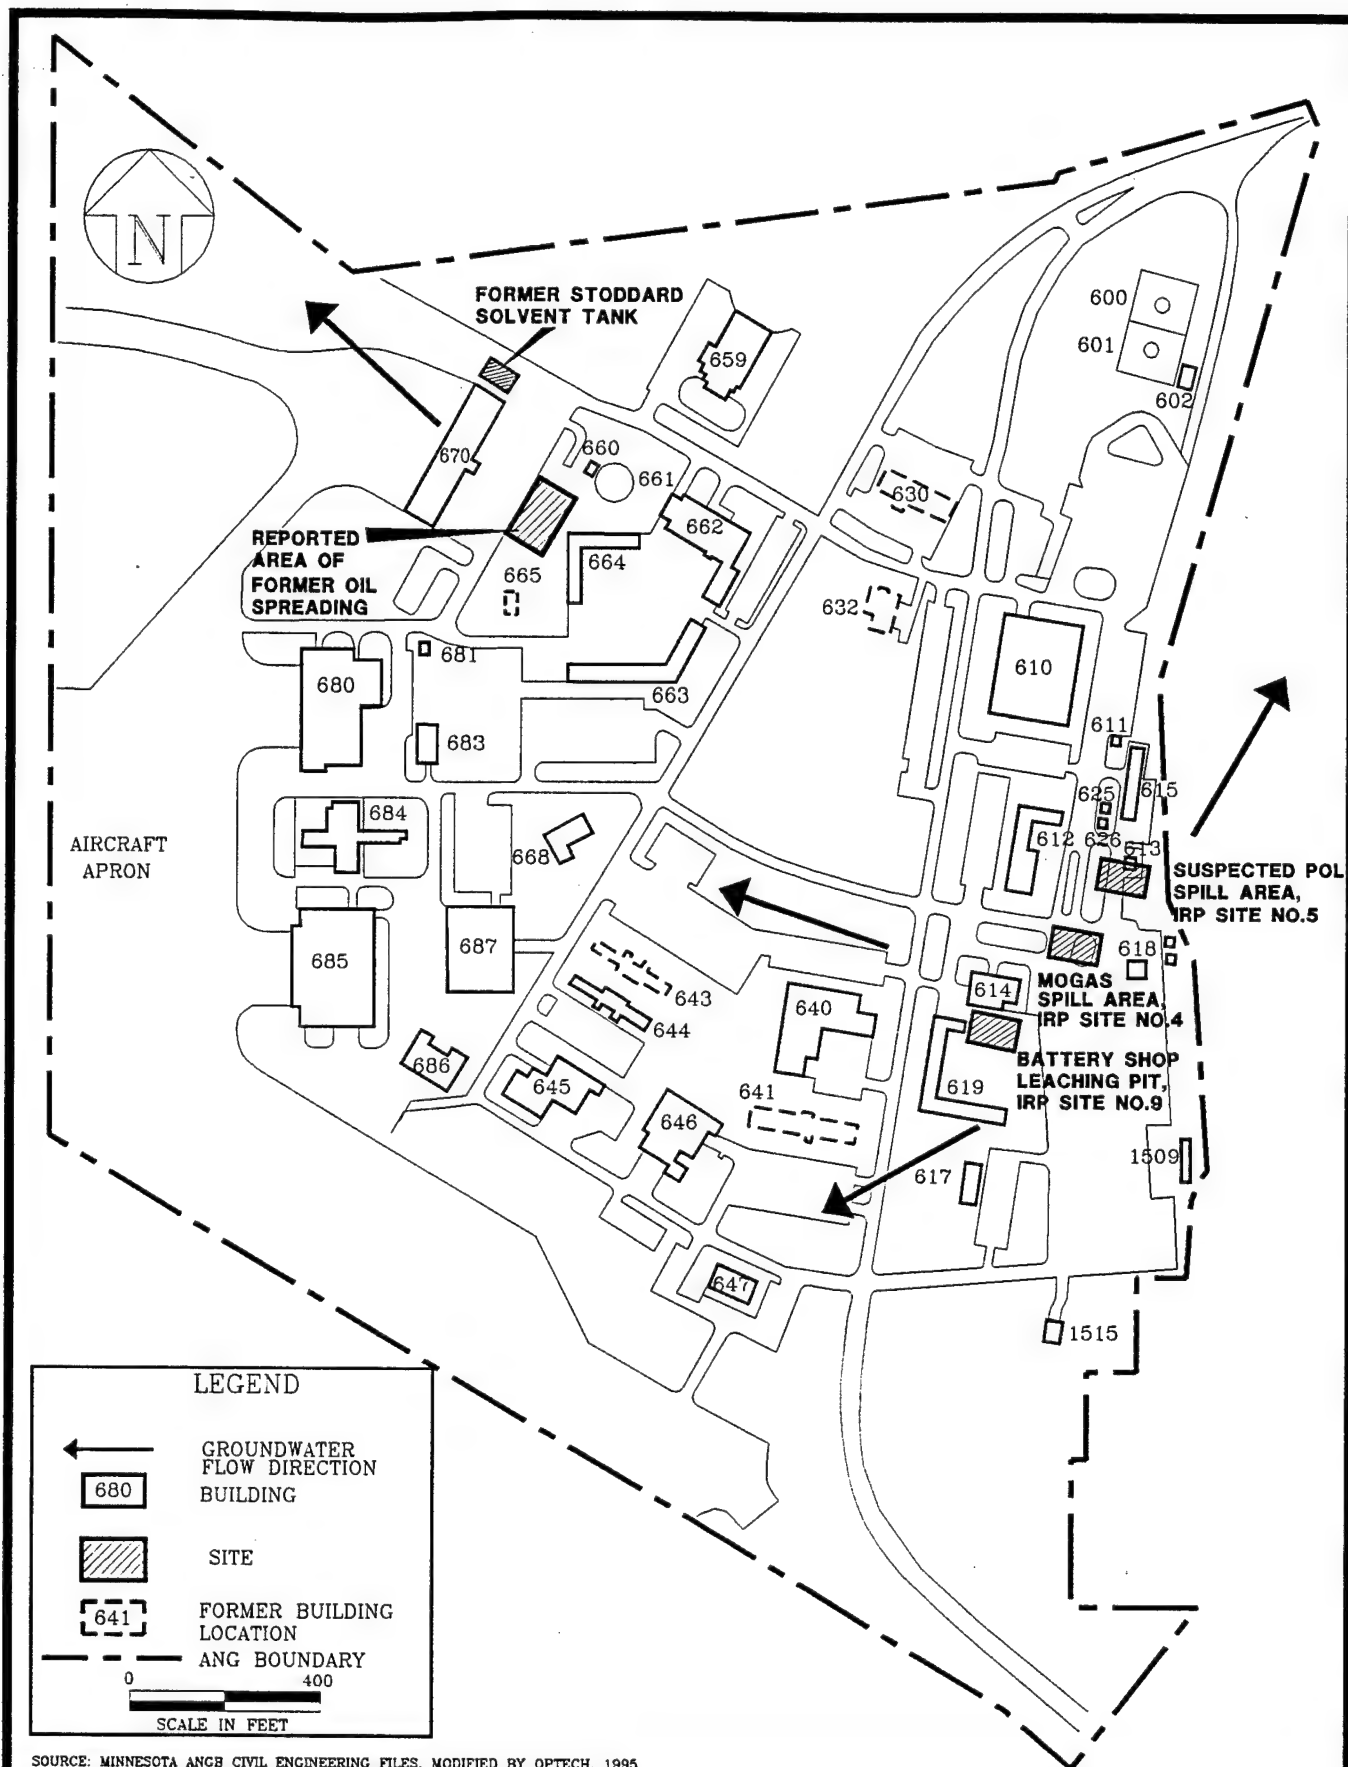 N
FORMER STODDARD
SOLVENT TANK
659
600
601
602
670
660
661
630
662
REPORTED
AREA OF
FORMER OIL
SPREADING
664
665
632
681
680
663
610
683
611
615
625
626
684
612
613
668
AIRCRAFT
APRON
SUSPECTED POL
SPILL AREA,
IRP SITE NO.5
687
685
618
643
640
614
MOGAS
SPILL AREA,
IRP SITE NO.4
644
686
645
641
619
BATTERY SHOP
LEACHING PIT,
IRP SITE NO.9
646
617
1509
647
1515
LEGEND
GROUNDWATER
FLOW DIRECTION
680
BUILDING
SITE
641
FORMER BUILDING
LOCATION
ANG BOUNDARY
0 400
SCALE IN FEET
SOURCE: MINNESOTA ANGB CIVIL ENGINEERING FILES, MODIFIED BY OPTECH, 1995